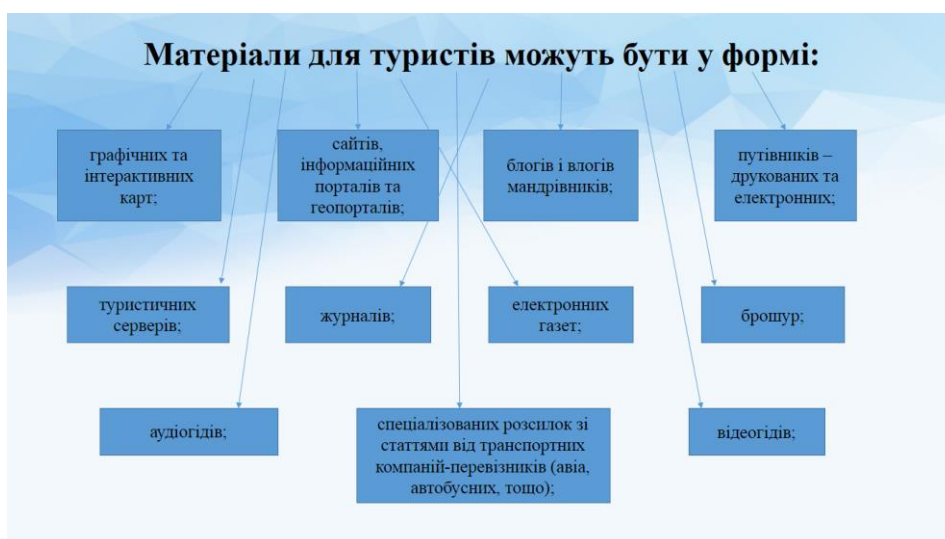 Матеріали для туристів можуть бути у формі:
графічних та
інтерактивних
карт;
сайтів,
інформаційних
порталів та
геопорталів;
блогів і влогів
мандрівників;
путівників –
друкованих та
електронних;
туристичних
серверів;
журналів;
електронних
газет;
брошур;
аудіогідів;
спеціалізованих розсилок зі
статтями від транспортних
компаній-перевізників (авіа,
автобусних, тощо);
відеогідів;